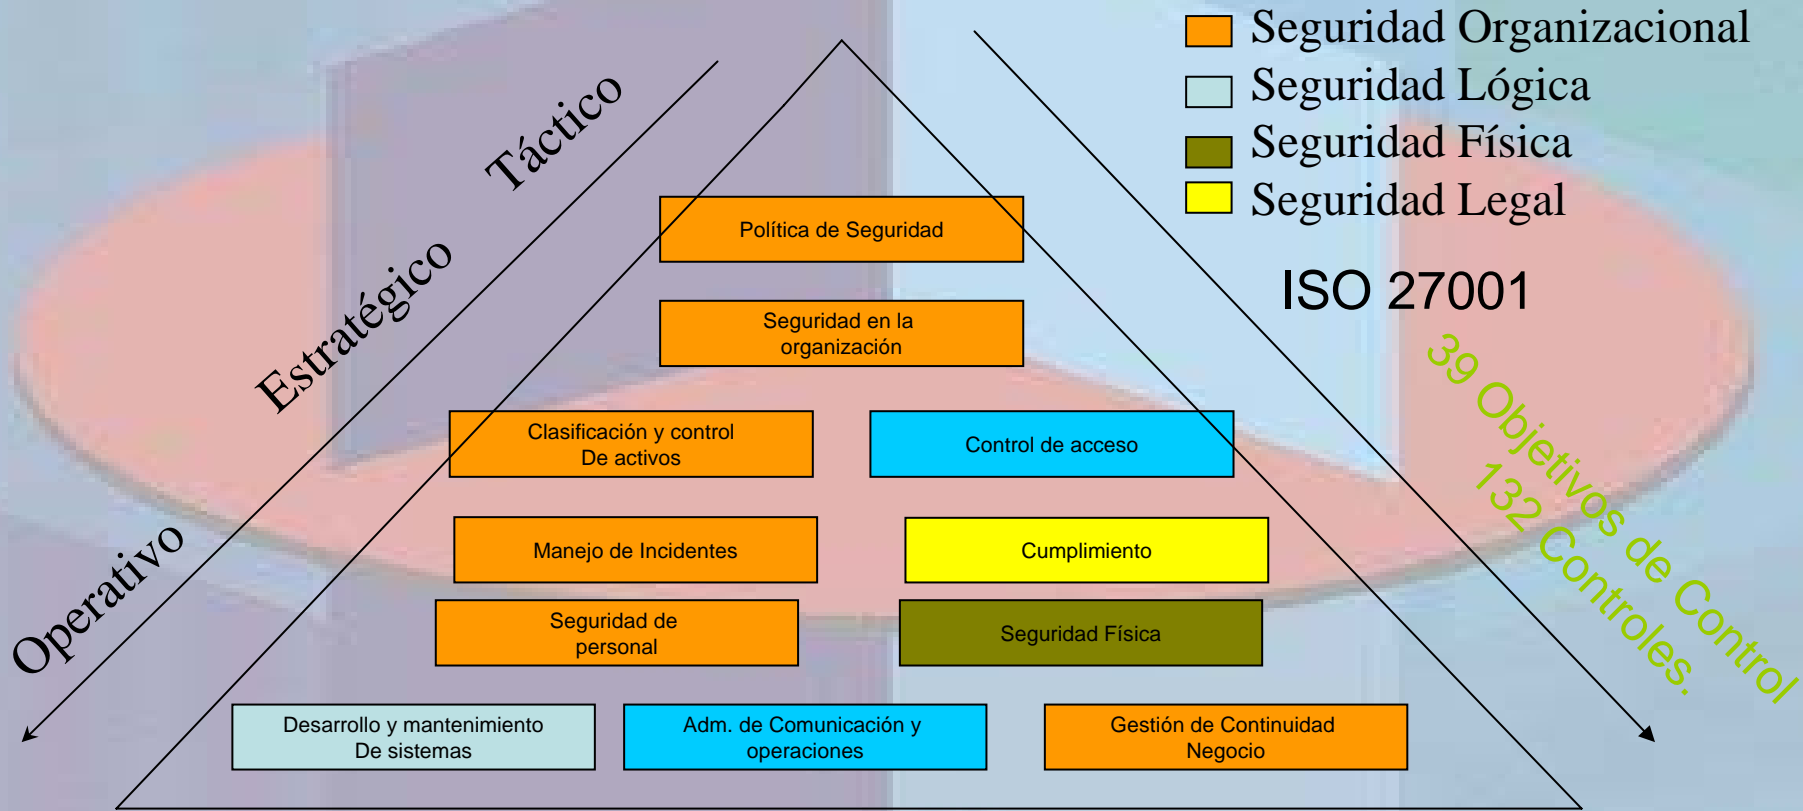 Seguridad Organizacional
Seguridad Lógica
Seguridad Física
Seguridad Legal
ISO 27001
39 Objetivos de Control
132 Controles.
Táctico
Estratégico
Operativo
Política de Seguridad
Seguridad en la
organización
Clasificación y control
De activos
Control de acceso
Manejo de Incidentes
Cumplimiento
Seguridad de
personal
Seguridad Física
Desarrollo y mantenimiento
De sistemas
Adm. de Comunicación y
operaciones
Gestión de Continuidad
Negocio